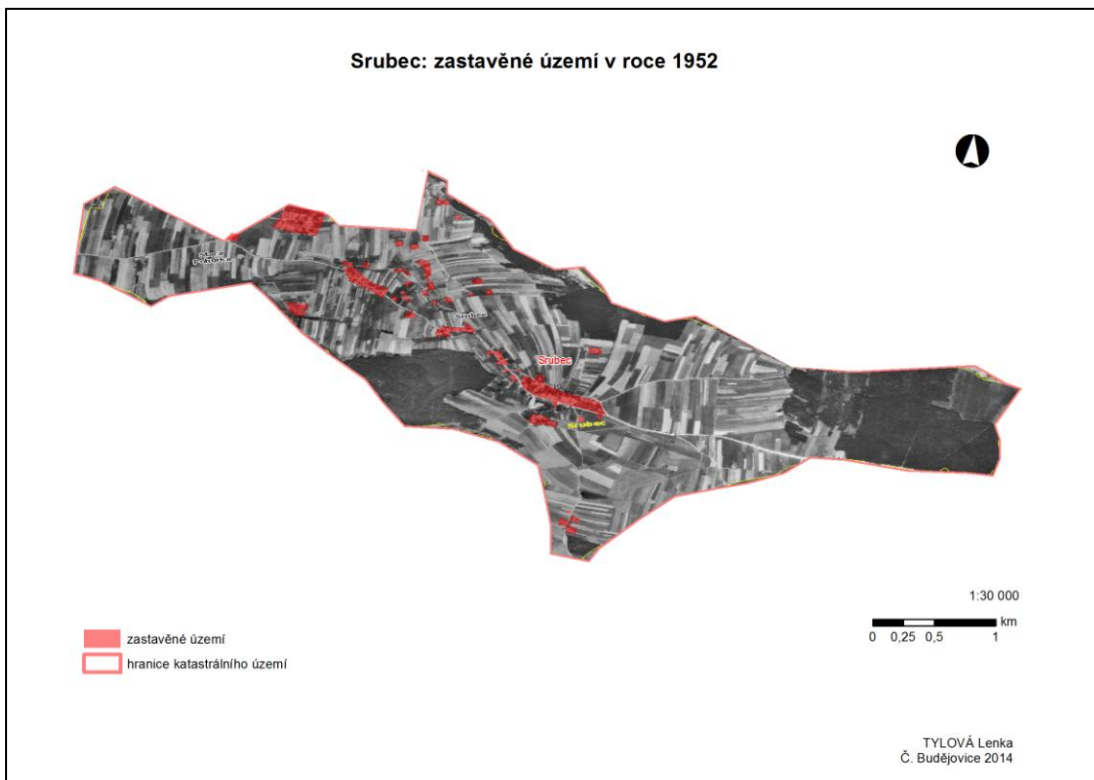 Srubec: zastavěné území v roce 1952
Srubec
Srubec
Srubec
1:30 000
km
0 0,25 0,5 1
zastavěné území
hranice katastrálního území
TYLOVÁ Lenka
Č. Budějovice 2014